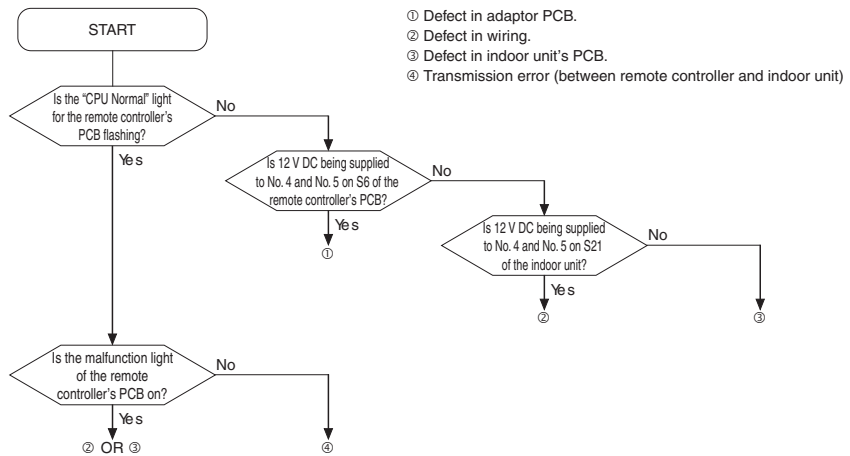 ① Defect in adaptor PCB.
② Defect in wiring.
③ Defect in indoor unit's PCB.
④ Transmission error (between remote controller and indoor unit)
START
Is the “CPU Normal” light
for the remote controller's
PCB flashing?
No
Yes
Is 12 V DC being supplied
to No. 4 and No. 5 on S6 of the
remote controller's PCB?
No
Yes
①
Is 12 V DC being supplied
to No. 4 and No. 5 on S21
of the indoor unit?
No
Yes
②
③
Is the malfunction light
of the remote
controller's PCB on?
No
Yes
② OR ③
④